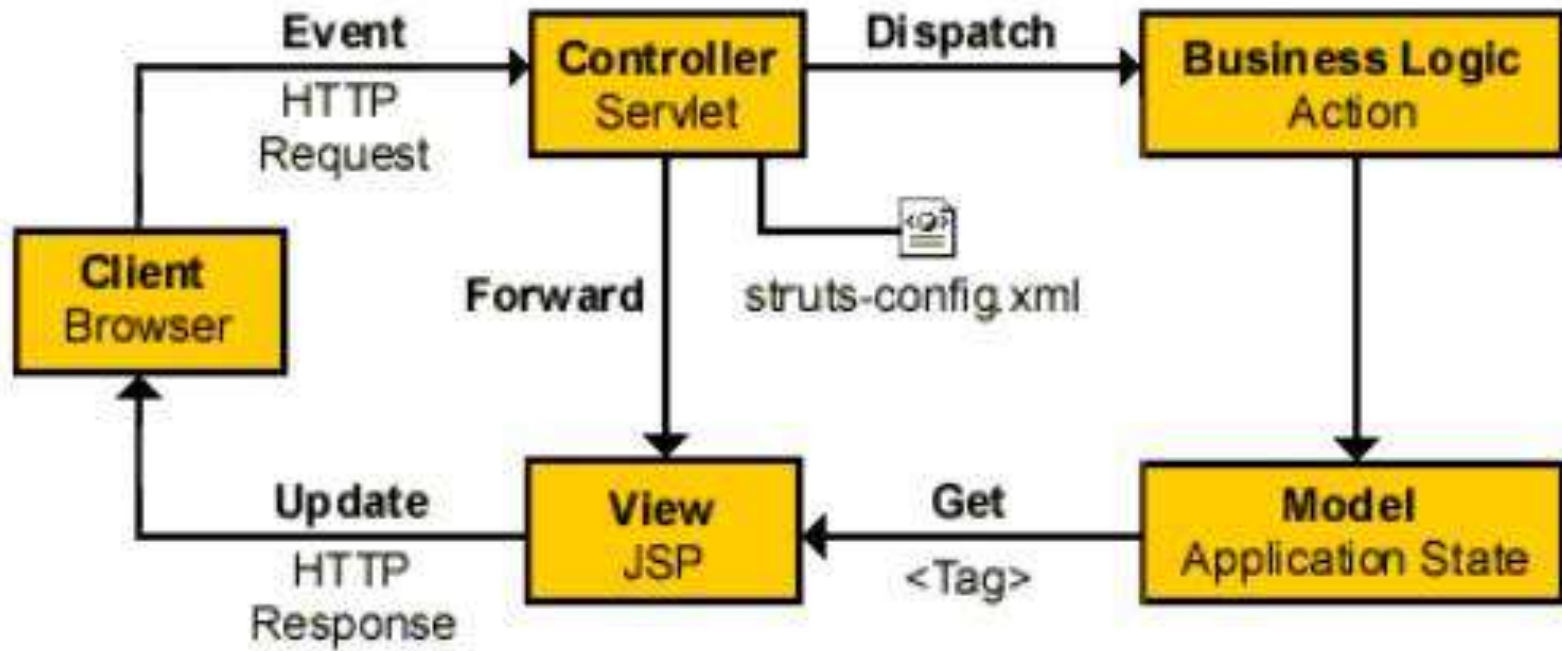 Event
HTTP
Request
Controller
Servlet
Dispatch
Business Logic
Action
Client
Browser
Forward
struts-config.xml
Update
HTTP
Response
View
JSP
Get
<Tag>
Model
Application State